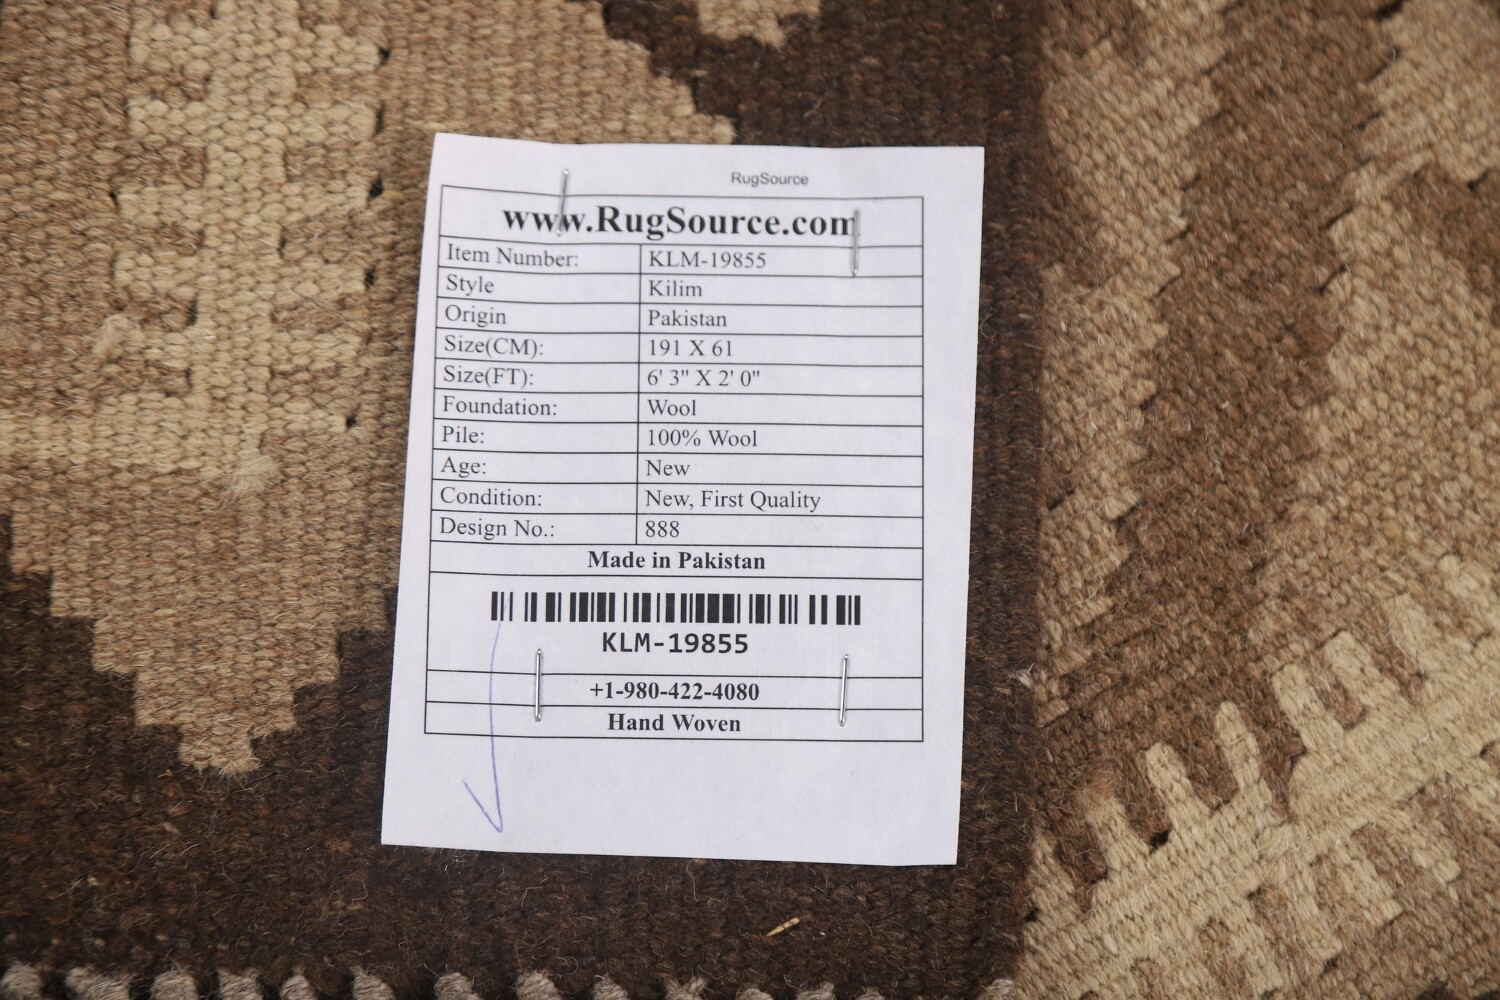 RugSource
www.RugSource.com
Item Number: KLM-19855
Style Kilim
Origin Pakistan
Size(CM): 191 X 61
Size(FT): 6' 3" X 2' 0"
Foundation: Wool
Pile: 100% Wool
Age: New
Condition: New, First Quality
Design No.: 888
Made in Pakistan
KLM-19855
+1-980-422-4080
Hand Woven